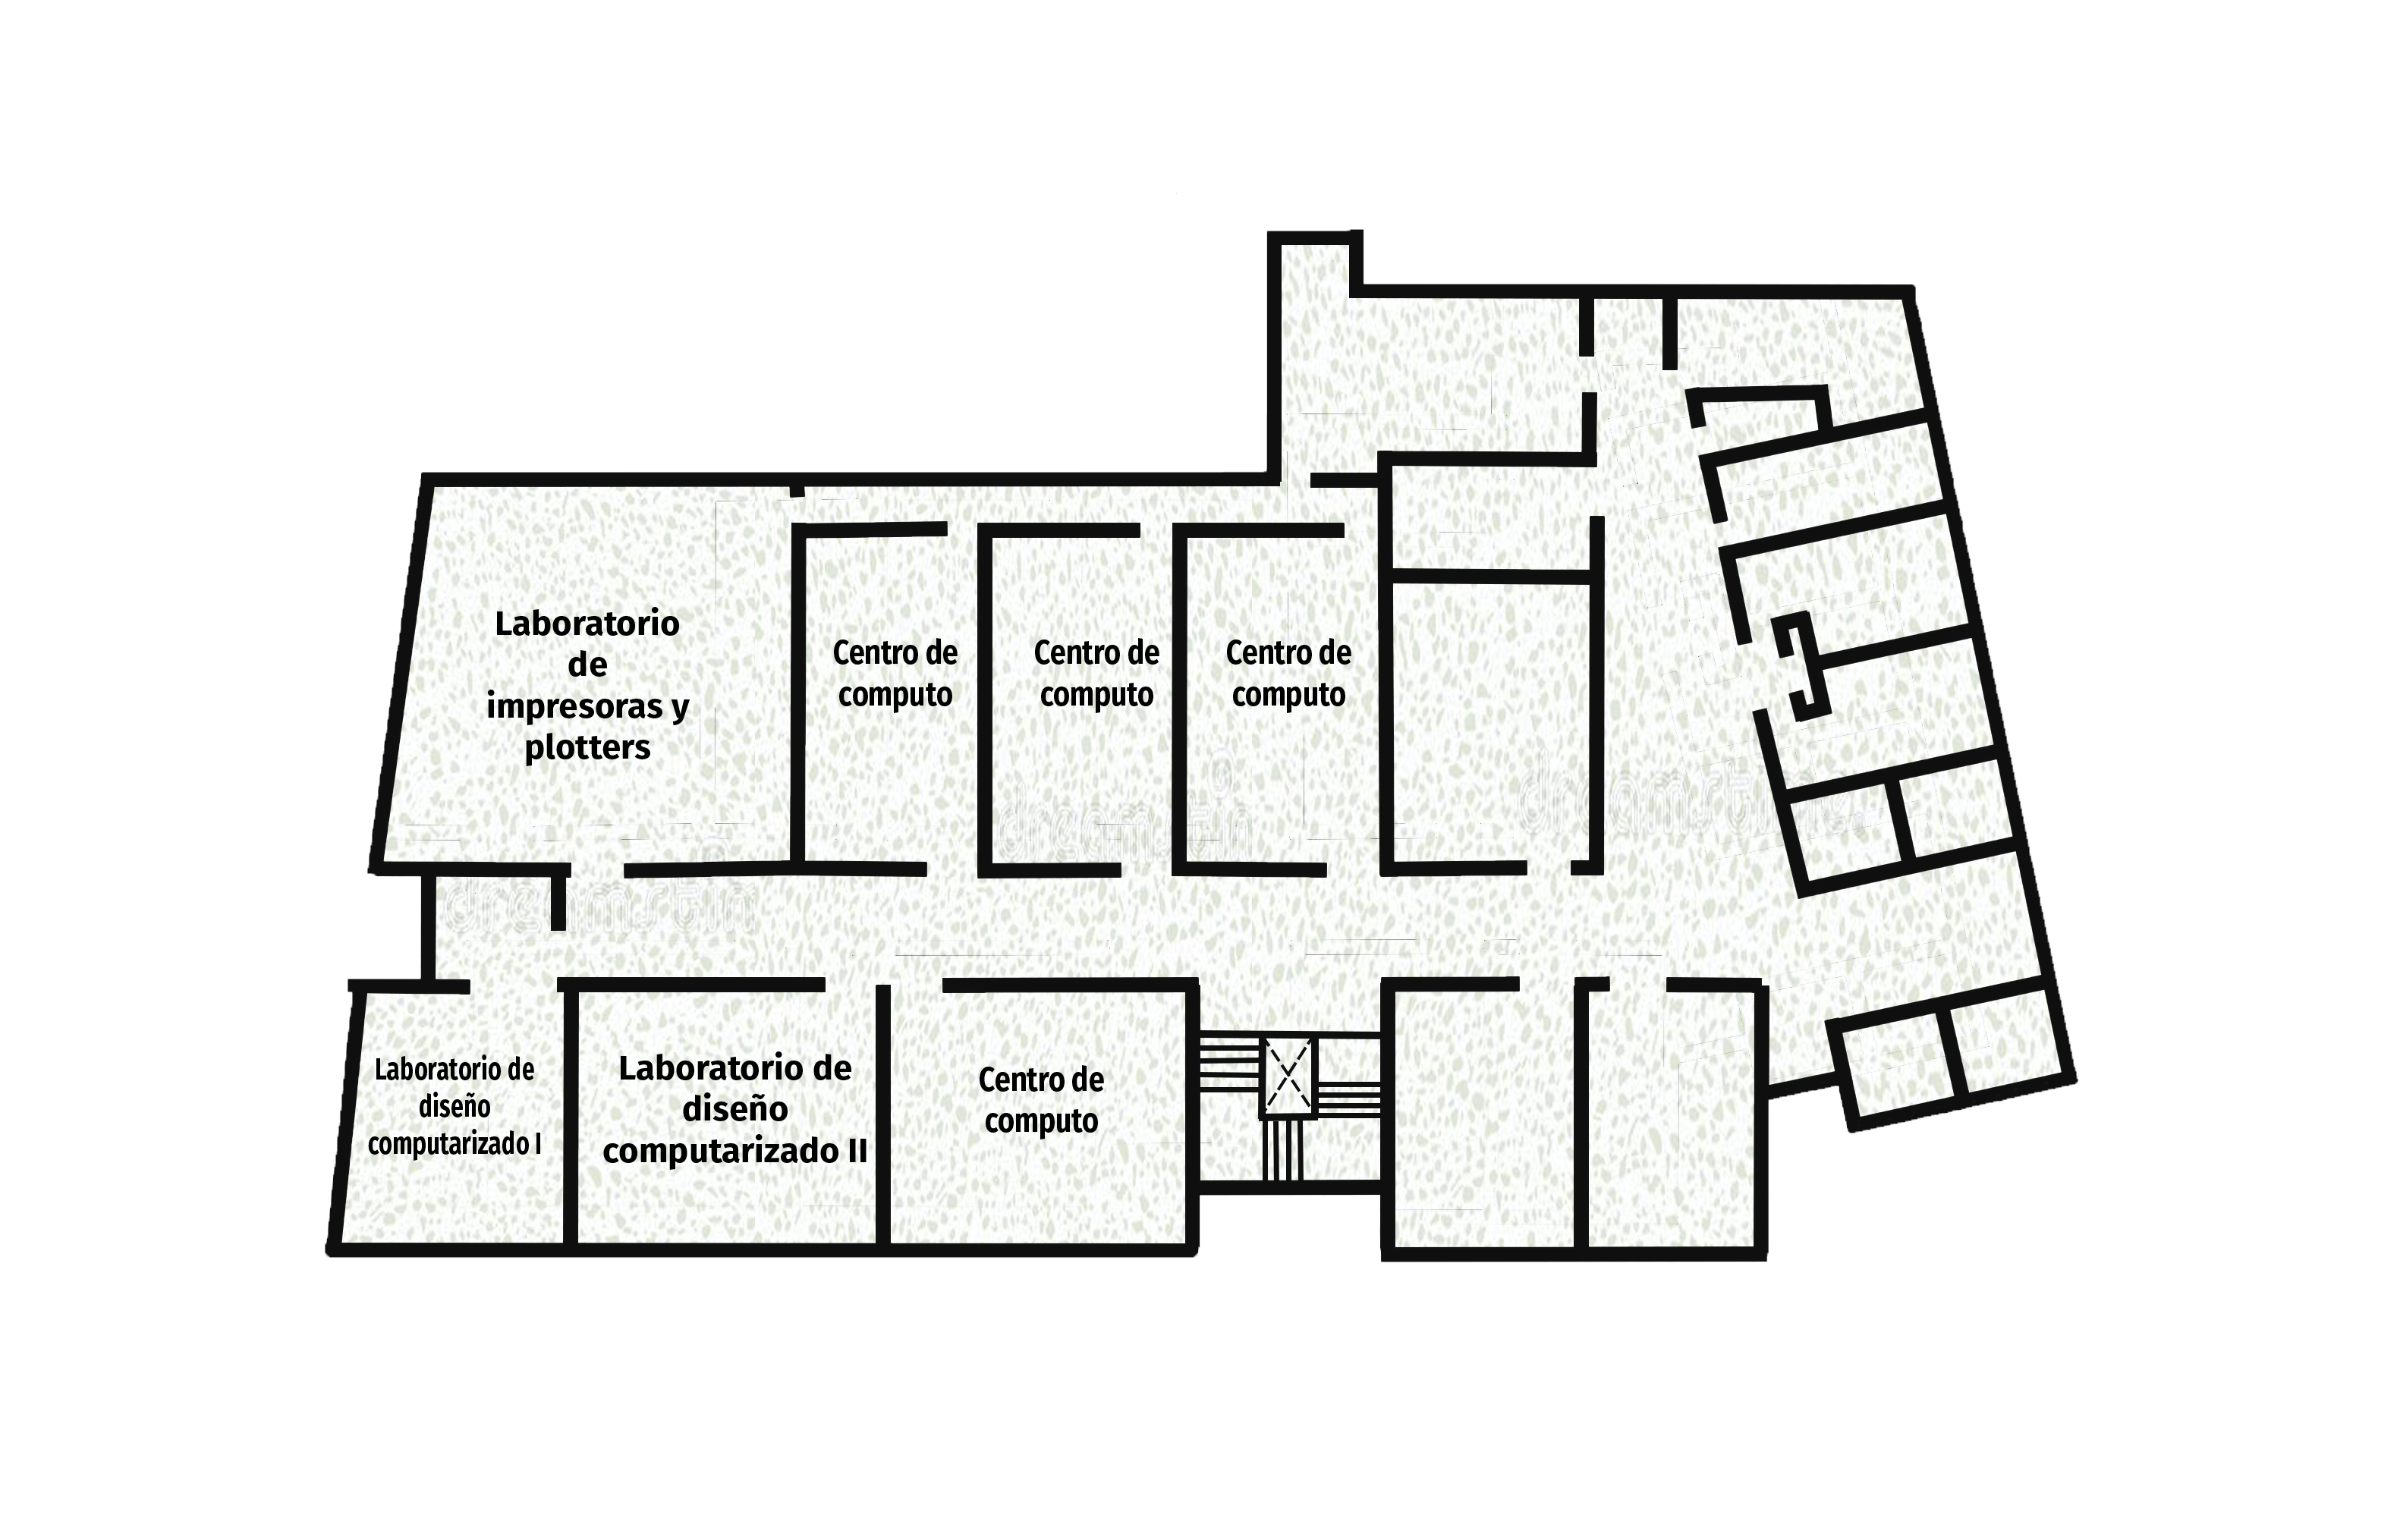 Laboratorio
de
impresoras y
plotters
Centro de
computo
Centro de
computo
Centro de
computo
Laboratorio de
diseño
computarizado I
Laboratorio de
diseño
computarizado II
Centro de
computo